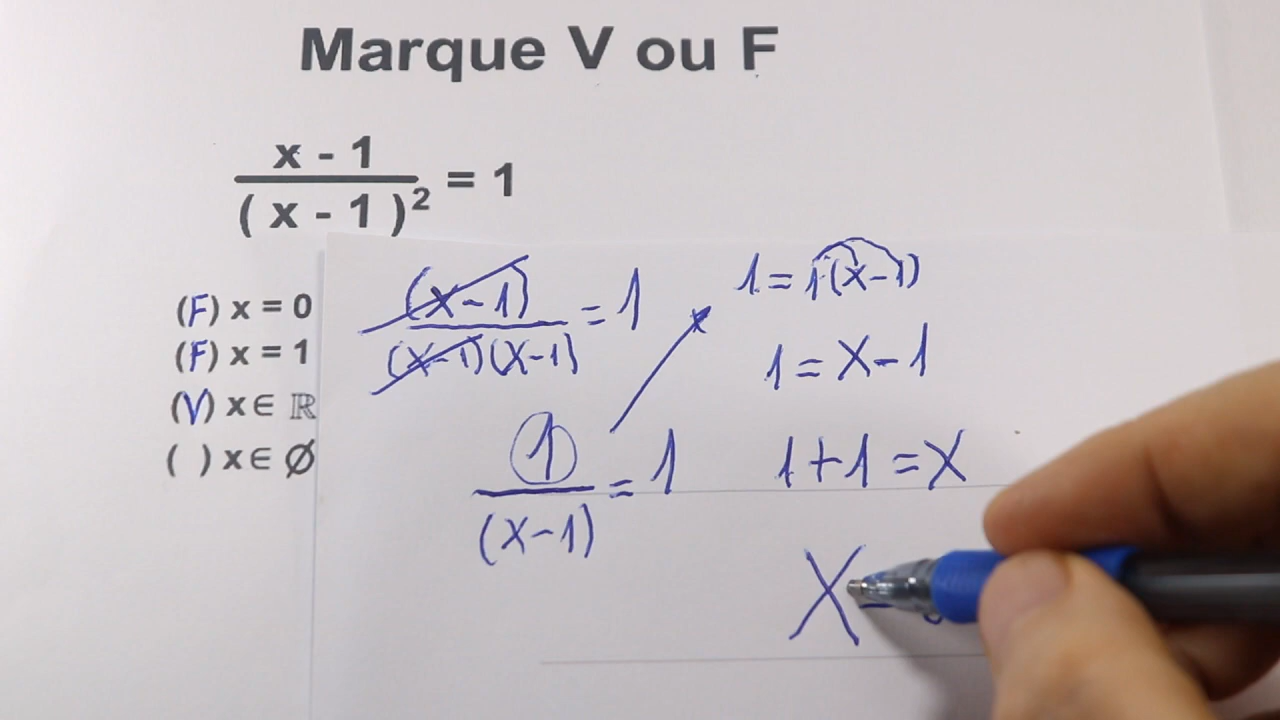 Marque V ou F
x - 1
( x - 1 )² = 1
(F) x = 0
(F) x = 1
(V) x ∈ ℝ
( ) x ∈ Ø
(x-1)
(x-1)(x-1) = 1
1
(x-1) = 1
1 = 1(x-1)
1 = x-1
1+1 = x
x